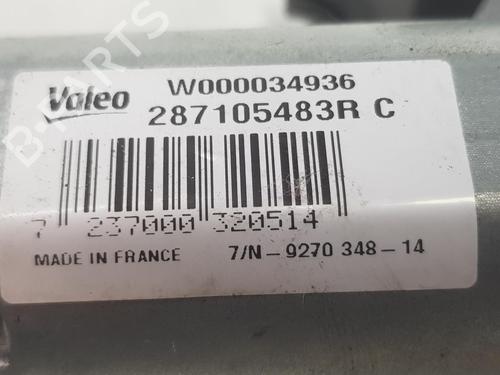 Valeo
W000034936
287105483R C
7 237000 320514
MADE IN FRANCE
7/N-9270 348-14
B-PARTS